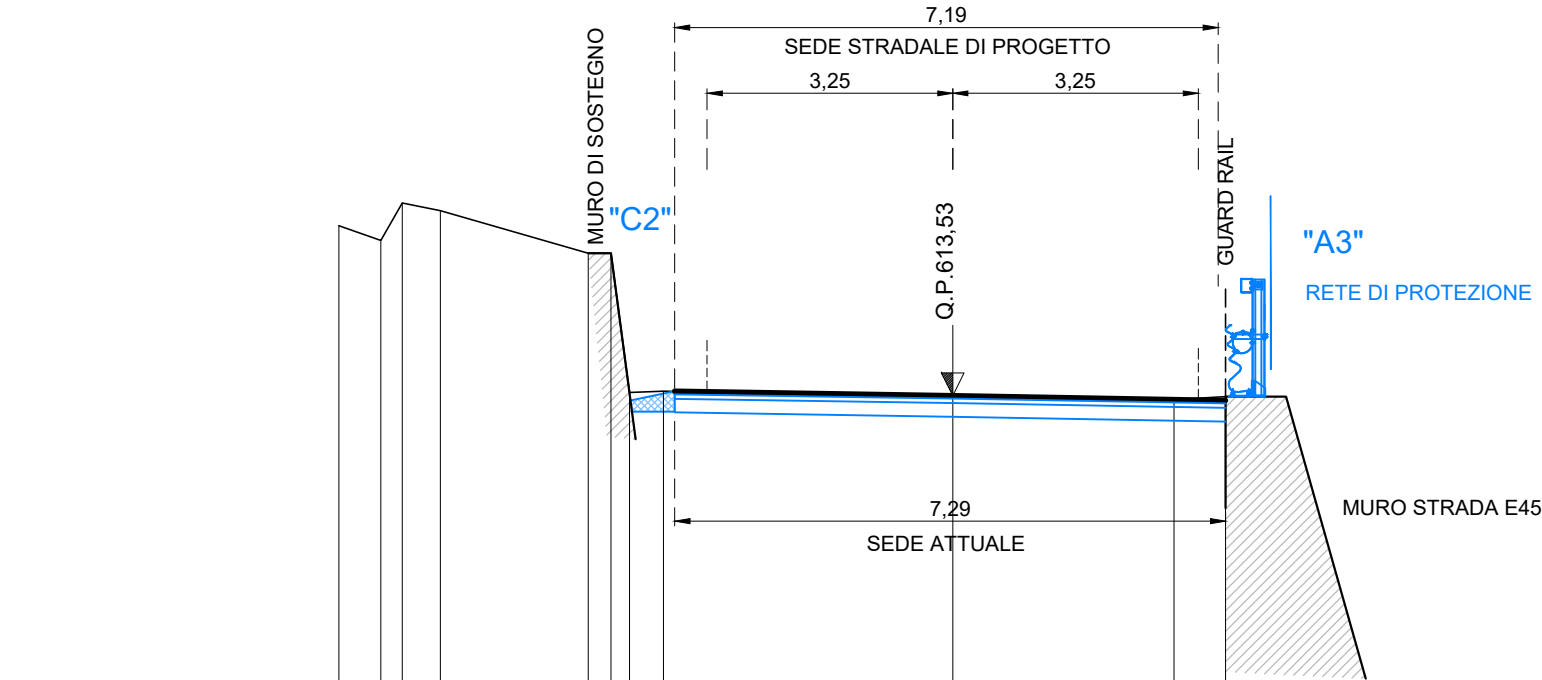 7,19
SEDE STRADALE DI PROGETTO
3,25
3,25
MURO DI SOSTEGNO
"C2"
Q.P.613,53
GUARD RAIL
"A3"
RETE DI PROTEZIONE
7,29
SEDE ATTUALE
MURO STRADA E45